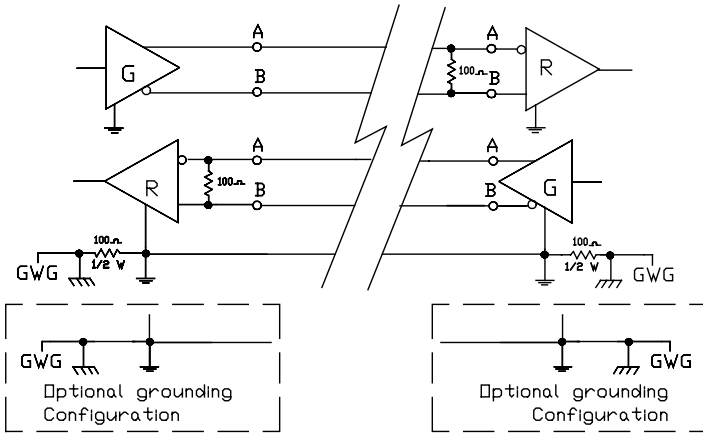 A
A
G
100Ω
R
B
B
A
A
R
100Ω
G
B
B
100Ω
100Ω
1/2 W
1/2 W
GWG
GWG
GWG
GWG
Optional grounding
Configuration
Optional grounding
Configuration